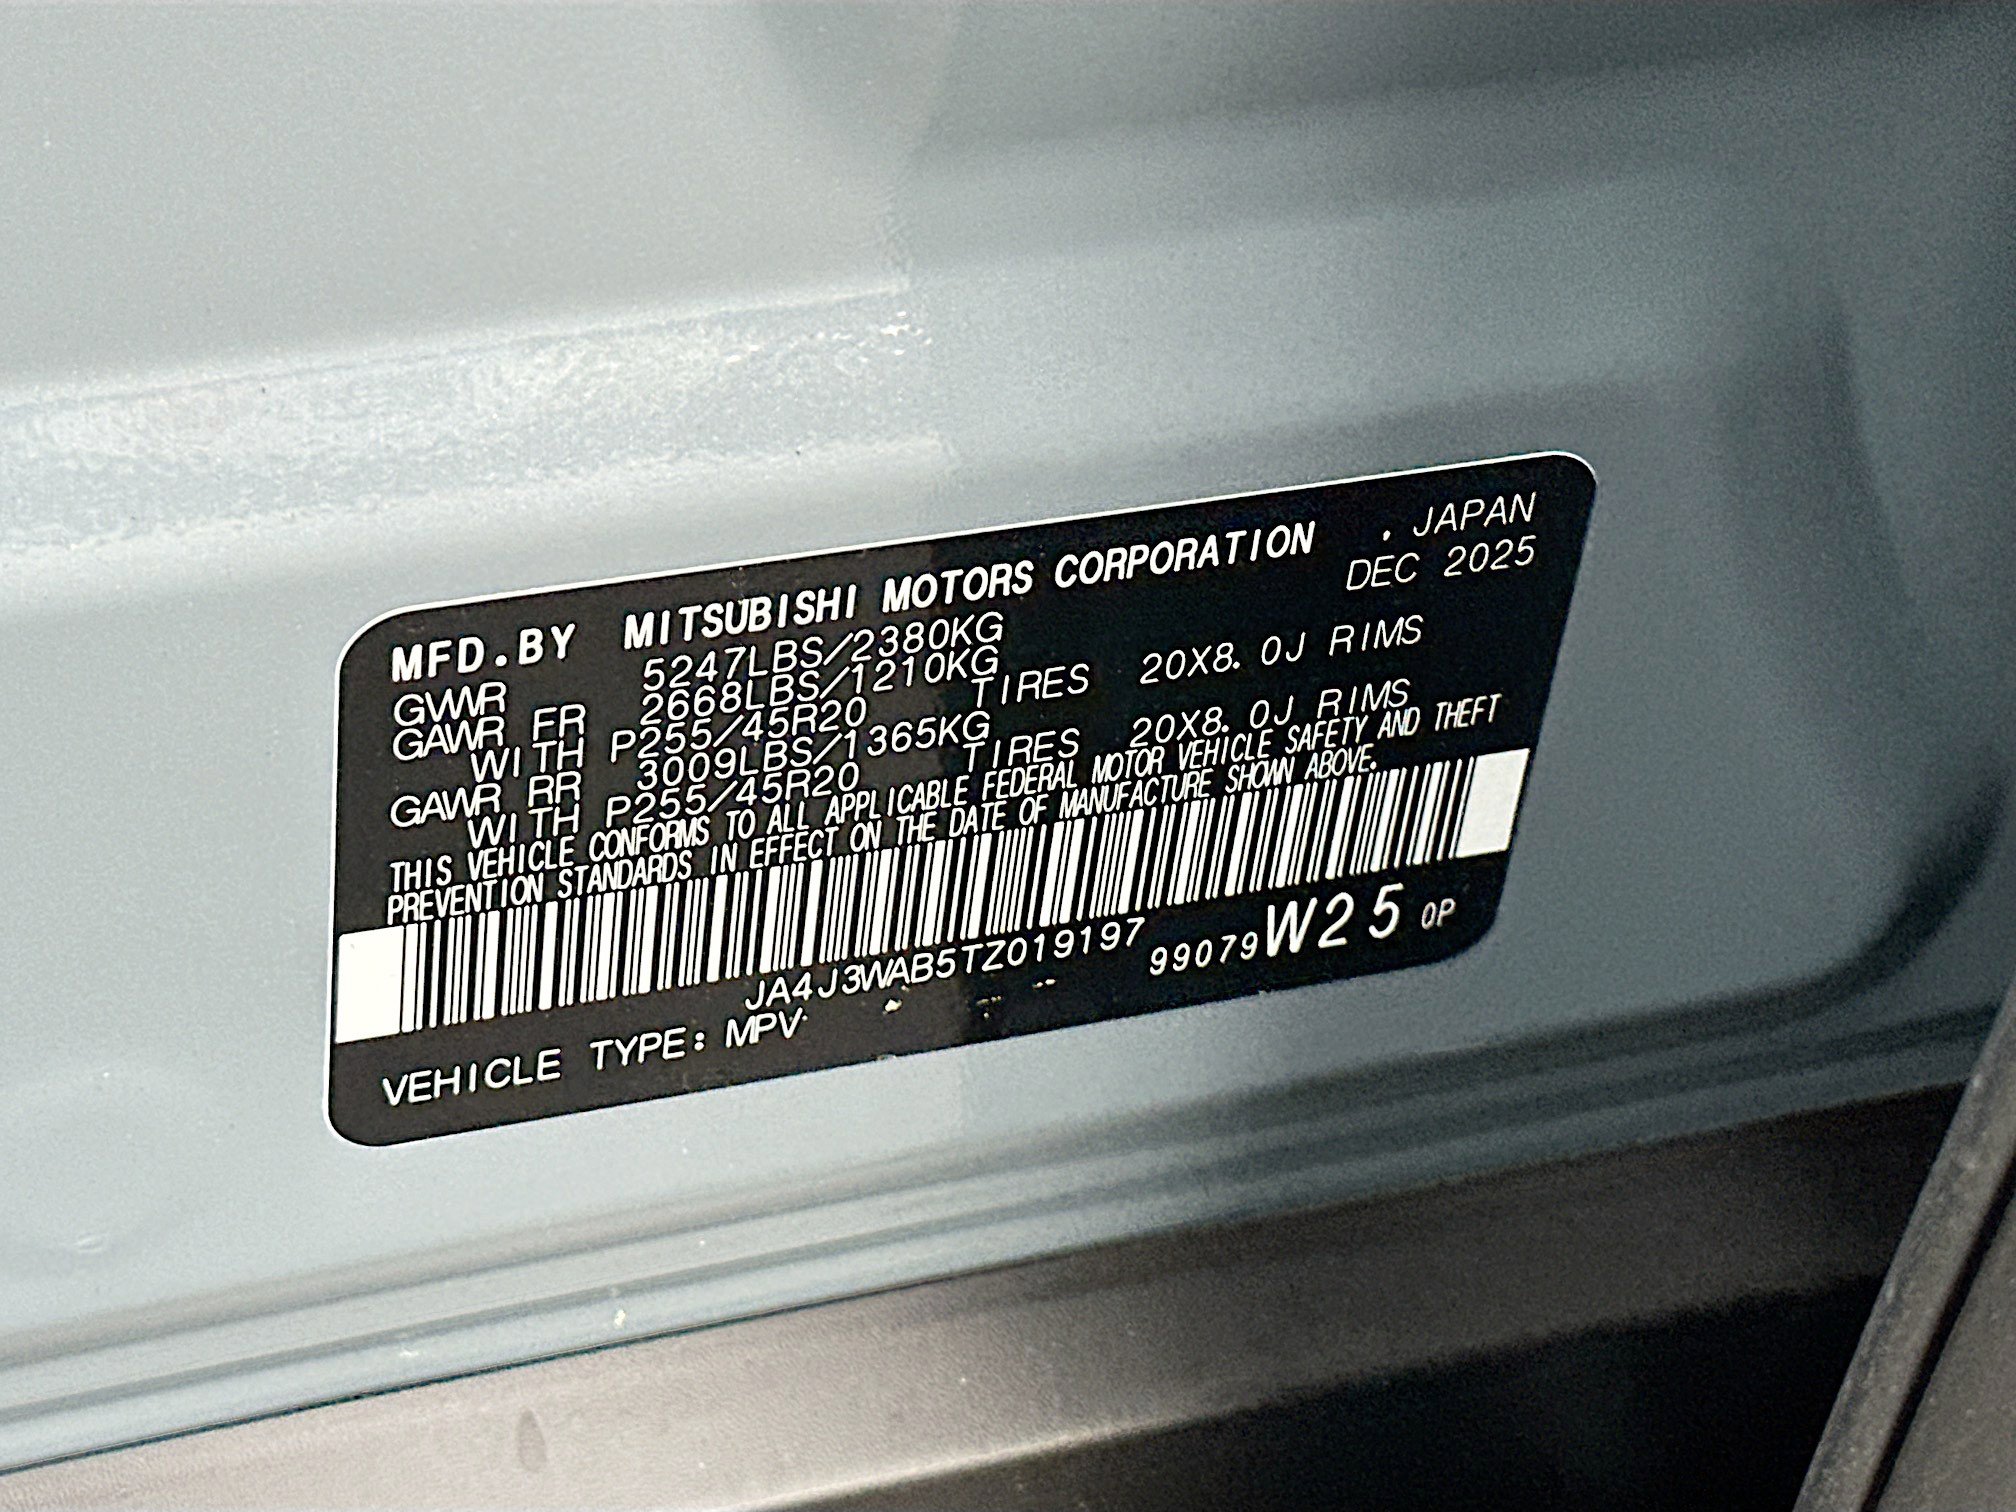 MFD.BY MITSUBISHI MOTORS CORPORATION , JAPAN
GVWR 5247LBS/2380KG DEC 2025
GAWR FR 2668LBS/1210KG
WITH P255/45R20 TIRES 20X8.0J RIMS
GAWR RR 3009LBS/1365KG
WITH P255/45R20 TIRES 20X8.0J RIMS
THIS VEHICLE CONFORMS TO ALL APPLICABLE FEDERAL MOTOR VEHICLE SAFETY AND THEFT
PREVENTION STANDARDS IN EFFECT ON THE DATE OF MANUFACTURE SHOWN ABOVE.
JA4J3WAB5TZ019197 99079 W25 0P
VEHICLE TYPE: MPV